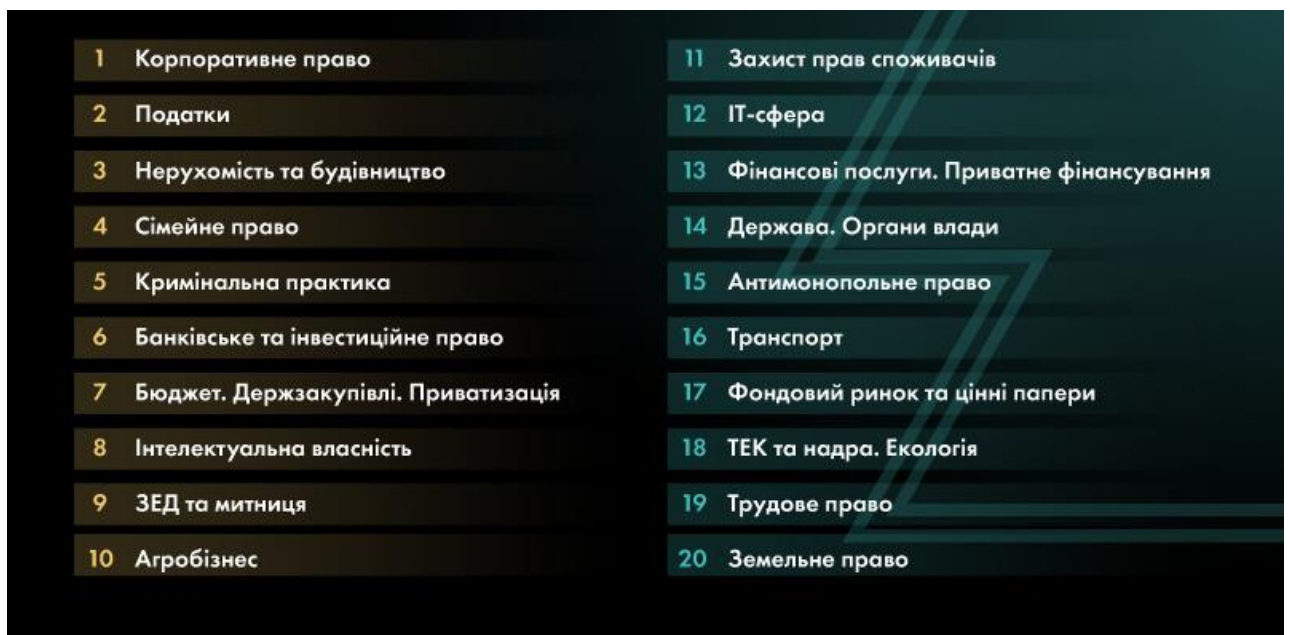 1 Корпоративне право
2 Податки
3 Нерухомість та будівництво
4 Сімейне право
5 Кримінальна практика
6 Банківське та інвестиційне право
7 Бюджет. Держзакупівлі. Приватизація
8 Інтелектуальна власність
9 ЗЕД та митниця
10 Агробізнес
11 Захист прав споживачів
12 ІТ-сфера
13 Фінансові послуги. Приватне фінансування
14 Держава. Органи влади
15 Антимонопольне право
16 Транспорт
17 Фондовий ринок та цінні папери
18 ТЕК та надра. Екологія
19 Трудове право
20 Земельне право